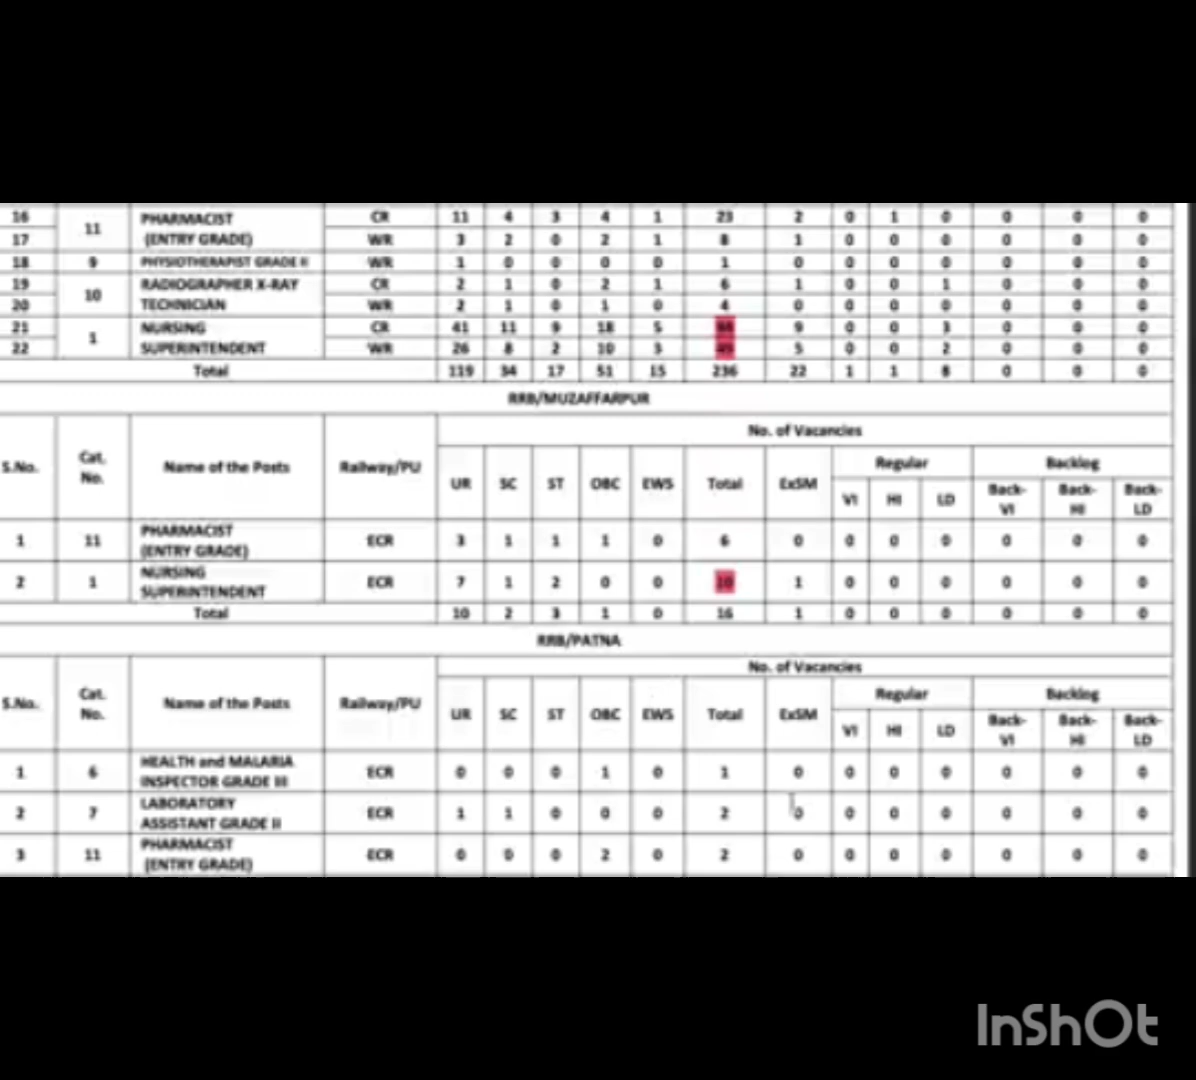 16 11 PHARMACIST CR 11 4 3 4 1 23 2 0 1 0 0 0 0
17 (ENTRY GRADE) WR 3 2 0 2 1 8 1 0 0 0 0 0 0
18 9 PHYSIOTHERAPIST GRADE II WR 1 0 0 0 0 1 0 0 0 0 0 0 0
19 10 RADIOGRAPHER X-RAY CR 2 1 0 2 1 6 1 0 0 1 0 0 0
20 TECHNICIAN WR 2 1 0 1 0 4 0 0 0 0 0 0 0
21 1 NURSING CR 41 11 9 18 5 9 0 0 3 0 0 0
22 SUPERINTENDENT WR 26 8 2 10 3 49 5 0 0 2 0 0 0
Total 119 34 17 51 15 236 22 1 1 8 0 0 0
RRB/MUZAFFARPUR
No. of Vacancies
S.No. Cat. No. Name of the Posts Railway/PU UR SC ST OBC EWS Total ExSM Regular Backlog
VI HI LD Back-VI Back-HI Back-LD
1 11 PHARMACIST
(ENTRY GRADE) ECR 3 1 1 1 0 6 0 0 0 0 0 0 0
2 1 NURSING
SUPERINTENDENT ECR 7 1 2 0 0 10 1 0 0 0 0 0 0
Total 10 2 3 1 0 16 1 0 0 0 0 0 0
RRB/PATNA
No. of Vacancies
S.No. Cat. No. Name of the Posts Railway/PU UR SC ST OBC EWS Total ExSM Regular Backlog
VI HI LD Back-VI Back-HI Back-LD
1 6 HEALTH and MALARIA
INSPECTOR GRADE III ECR 0 0 0 1 0 1 0 0 0 0 0 0 0
2 7 LABORATORY
ASSISTANT GRADE II ECR 1 1 0 0 0 2 0 0 0 0 0 0 0
3 11 PHARMACIST
(ENTRY GRADE) ECR 0 0 0 2 0 2 0 0 0 0 0 0 0
InShOt